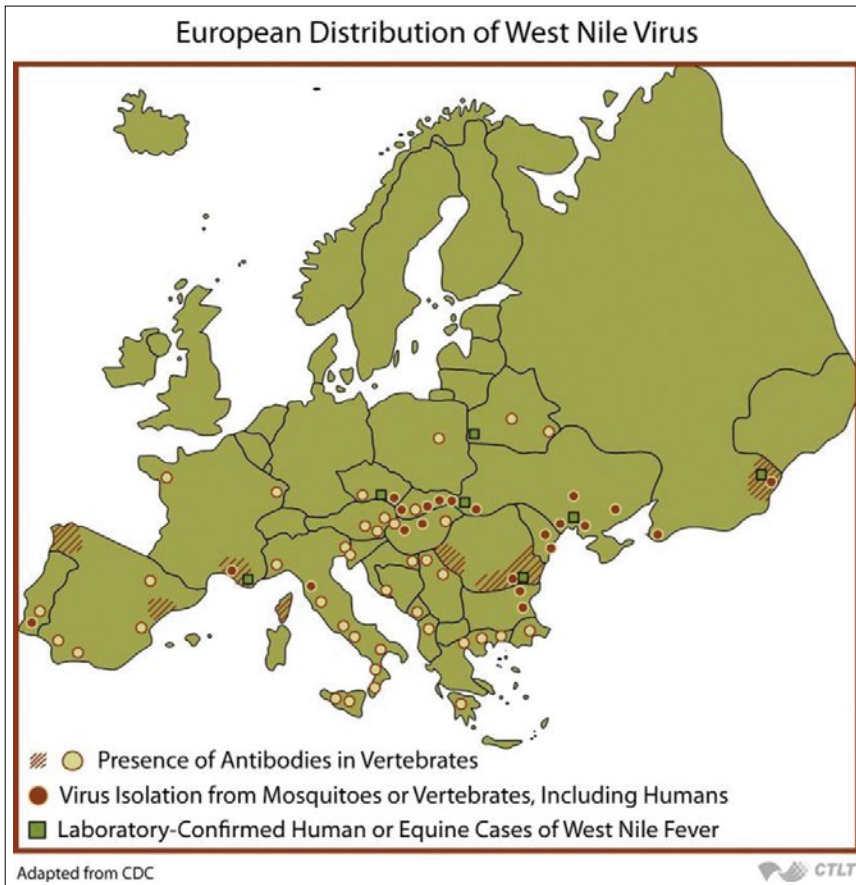 European Distribution of West Nile Virus
Presence of Antibodies in Vertebrates
Virus Isolation from Mosquitoes or Vertebrates, Including Humans
Laboratory-Confirmed Human or Equine Cases of West Nile Fever
Adapted from CDC
CTLT